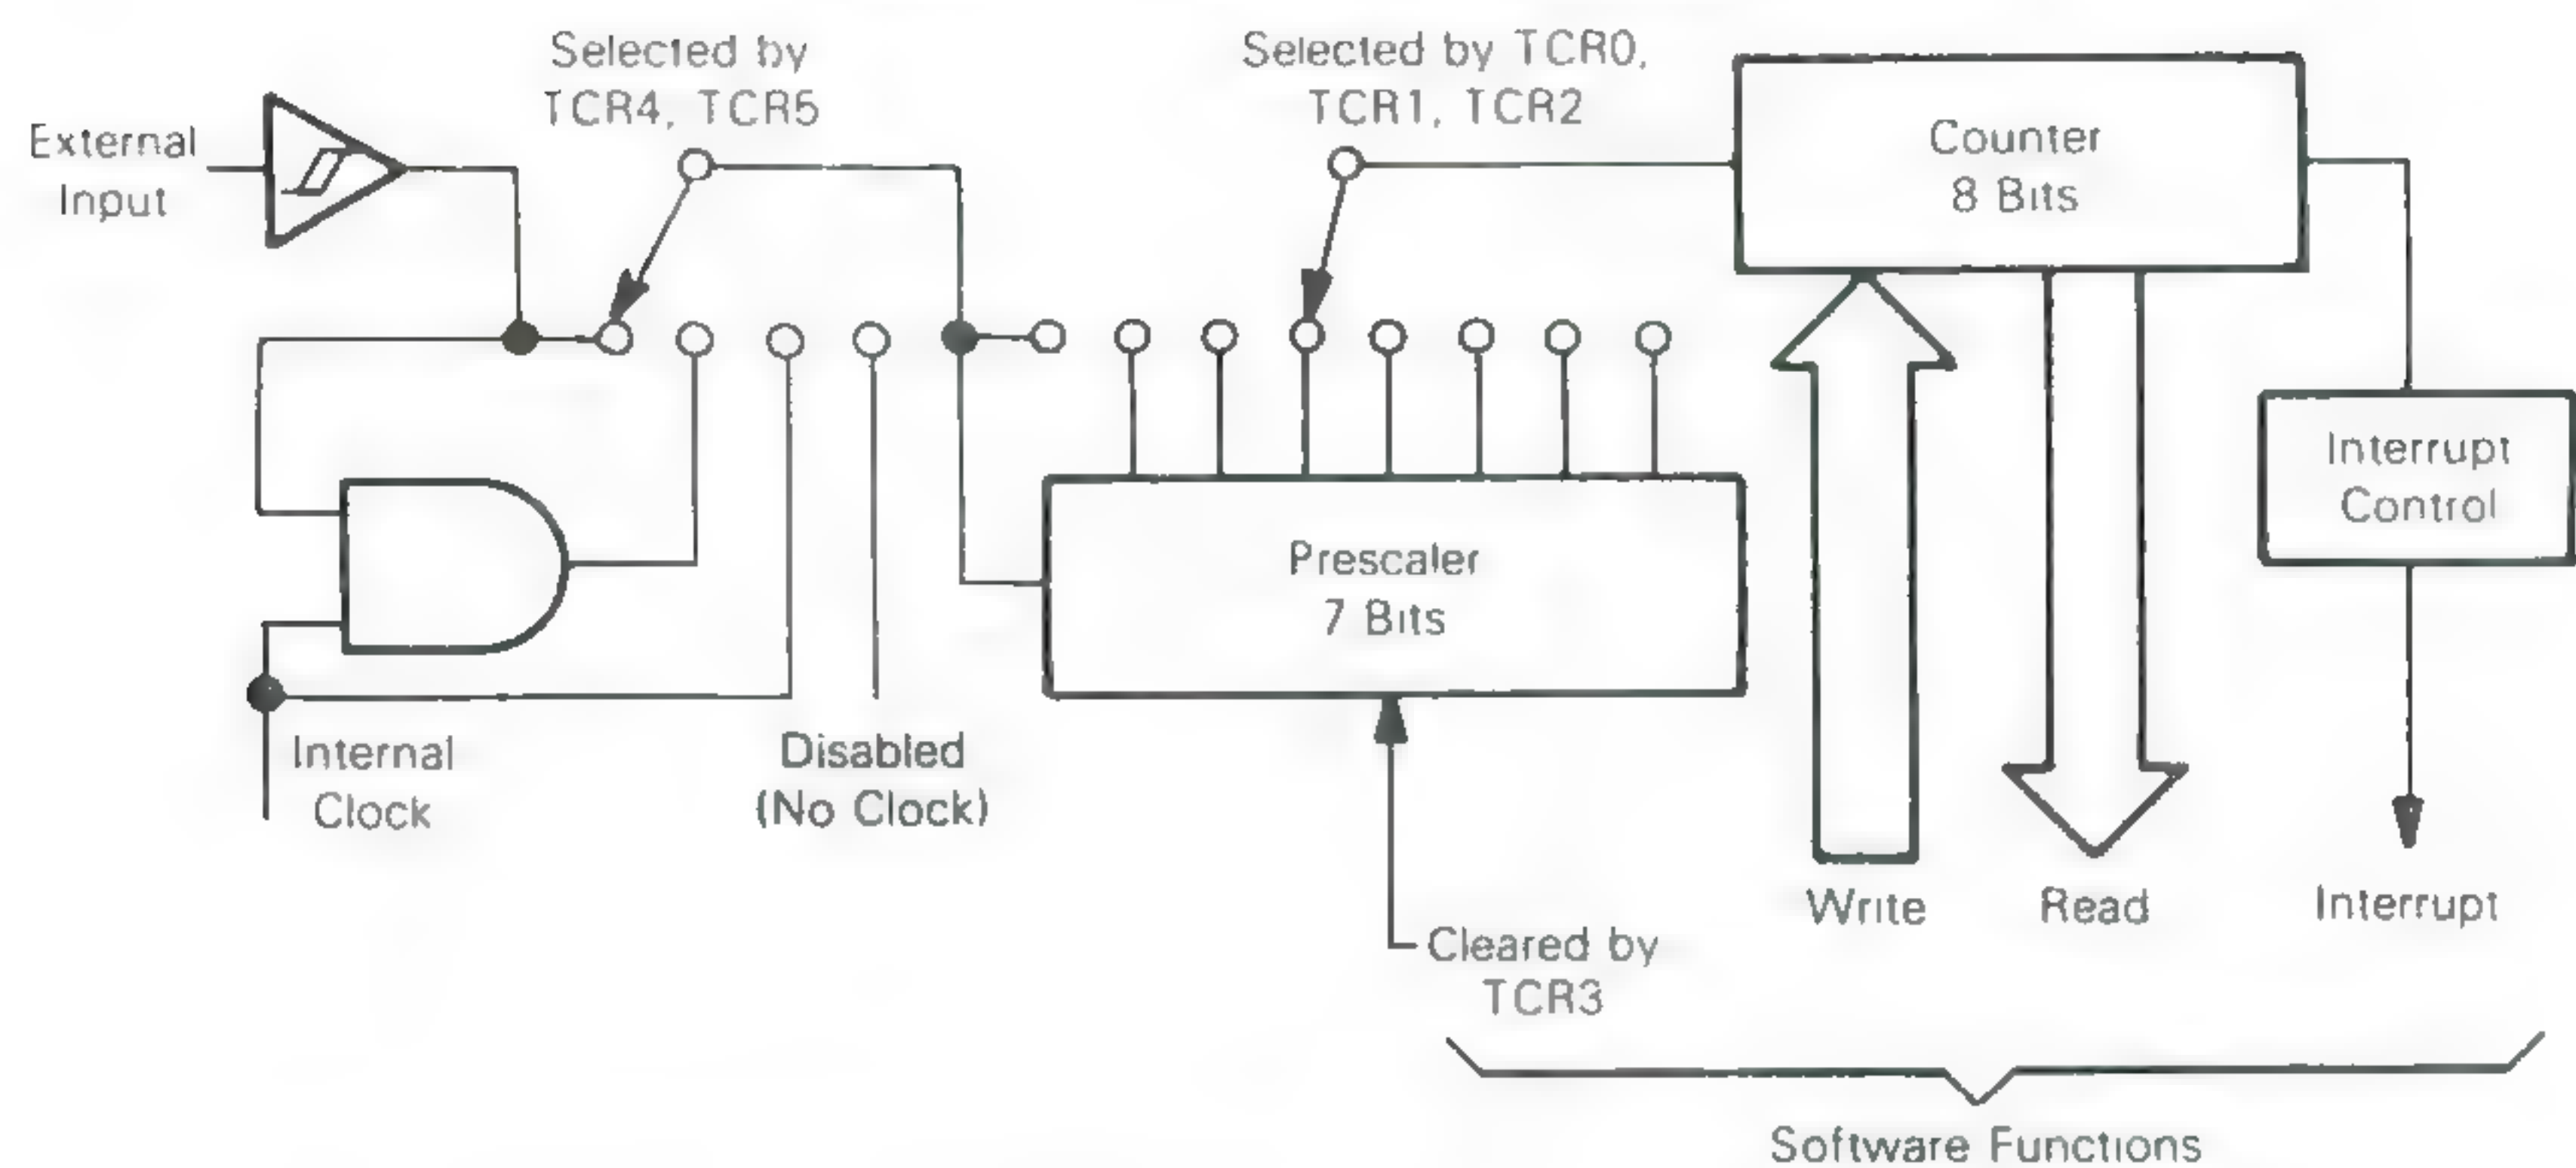 Selected by
TCR4, TCR5
Selected by TCR0,
TCR1, TCR2
External
Input
Counter
8 Bits
Interrupt
Control
Prescaler
7 Bits
Internal
Clock
Disabled
(No Clock)
Write
Read
Interrupt
Cleared by
TCR3
Software Functions